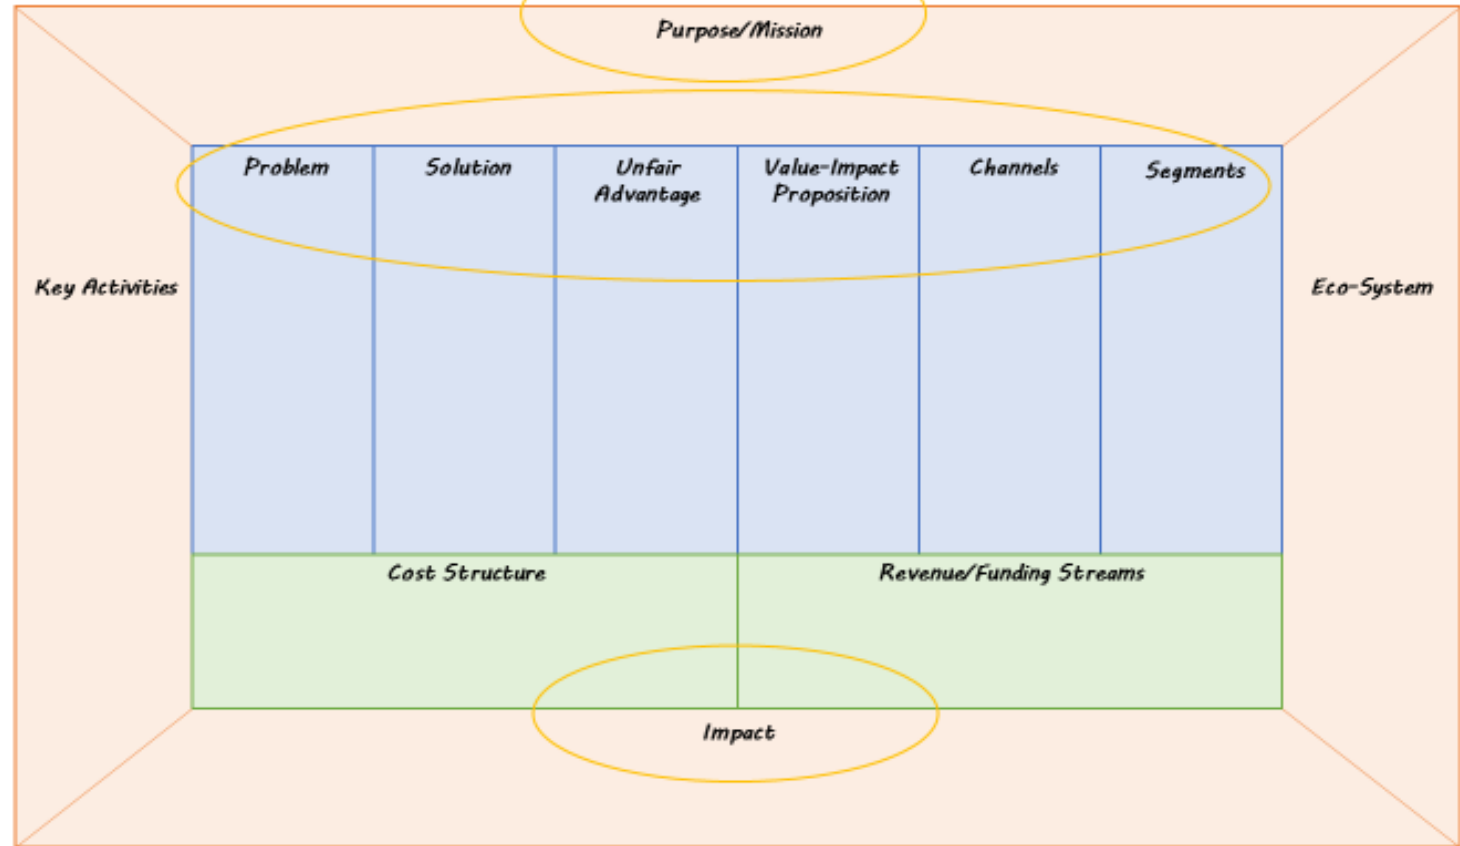 Purpose/Mission
Problem
Solution
Unfair
Advantage
Value-Impact
Proposition
Channels
Segments
Key Activities
Eco-System
Cost Structure
Revenue/Funding Streams
Impact